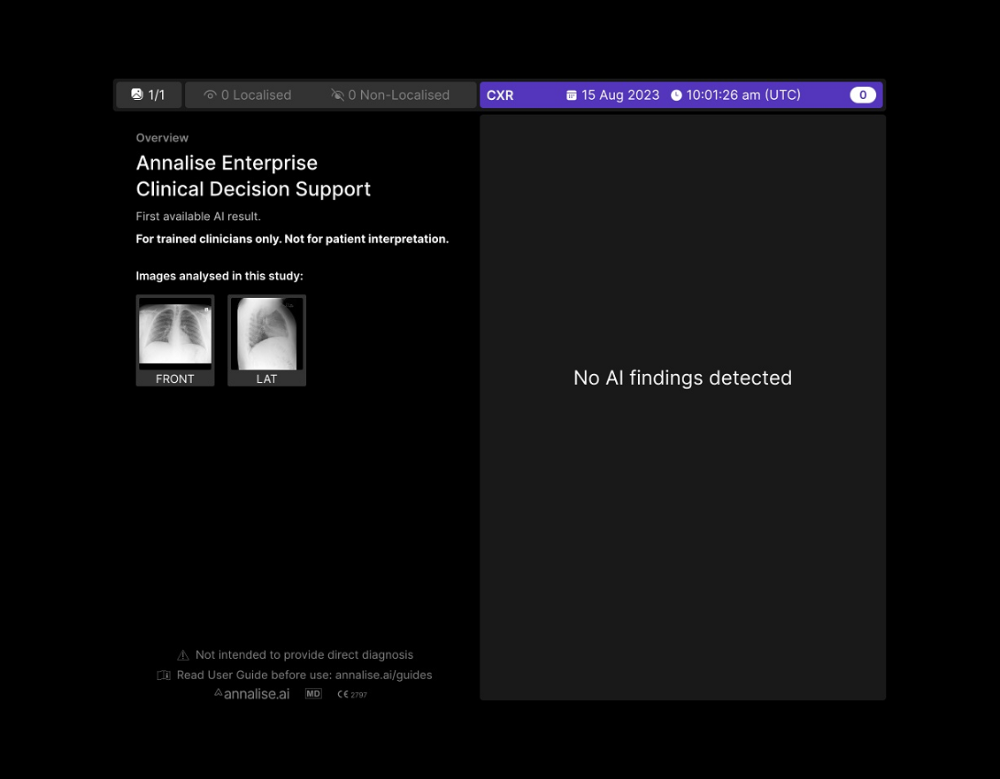 1/1 0 Localised 0 Non-Localised CXR 15 Aug 2023 10:01:26 am (UTC) 0
Overview
Annalise Enterprise
Clinical Decision Support
First available AI result.
For trained clinicians only. Not for patient interpretation.
Images analysed in this study:
FRONT LAT
No AI findings detected
Not intended to provide direct diagnosis
Read User Guide before use: annalise.ai/guides
annalise.ai MD CE 2797